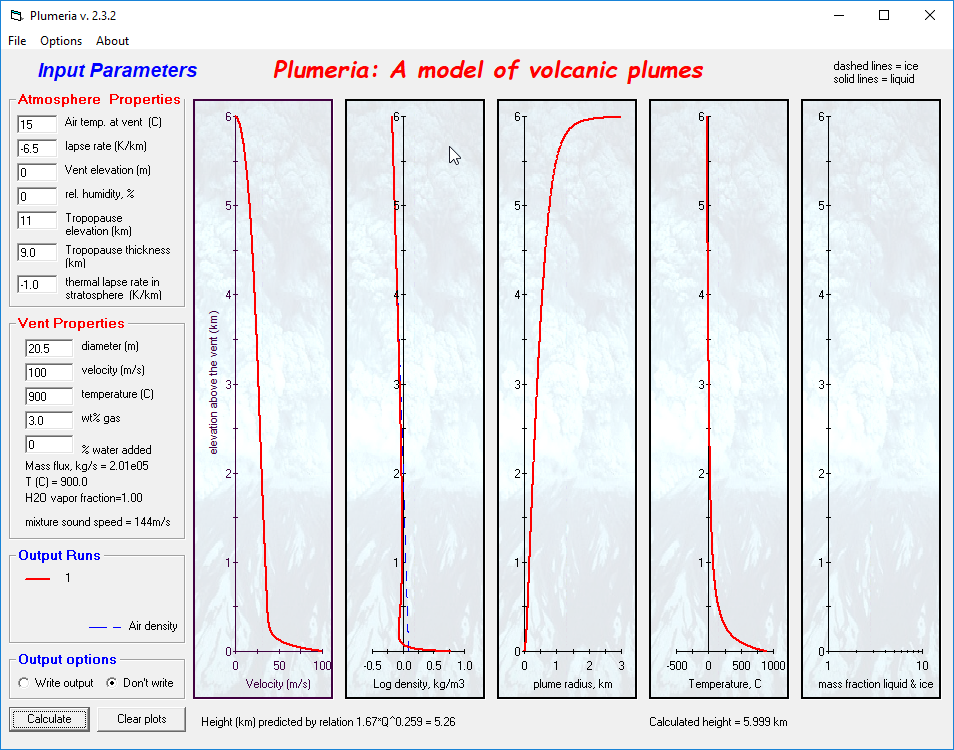 Plumeria v. 2.3.2
File Options About
Input Parameters
Plumeria: A model of volcanic plumes
dashed lines = ice
solid lines = liquid
Atmosphere Properties
15 Air temp. at vent (C)
-6.5 lapse rate (K/km)
0 Vent elevation (m)
0 rel. humidity, %
11 Tropopause
elevation (km)
9.0 Tropopause thickness
(km)
-1.0 thermal lapse rate in
stratosphere (K/km)
Vent Properties
20.5 diameter (m)
100 velocity (m/s)
900 temperature (C)
3.0 wt% gas
0 % water added
Mass flux, kg/s = 2.01e05
T (C) = 900.0
H2O vapor fraction=1.00
mixture sound speed = 144m/s
Output Runs
1
Air density
Output options
Write output Don't write
Calculate Clear plots
elevation above the vent (km)
6
5
4
3
2
1
0
0 50 100
Velocity (m/s)
6
5
4
3
2
1
-0.5 0.0 0.5 1.0
Log density, kg/m3
6
5
4
3
2
1
0
0 1 2 3
plume radius, km
6
5
4
3
2
1
-500 0 500 1000
Temperature, C
6
5
4
3
2
1
0
1 10
mass fraction liquid & ice
Height (km) predicted by relation 1.67*Q^0.259 = 5.26
Calculated height = 5.999 km